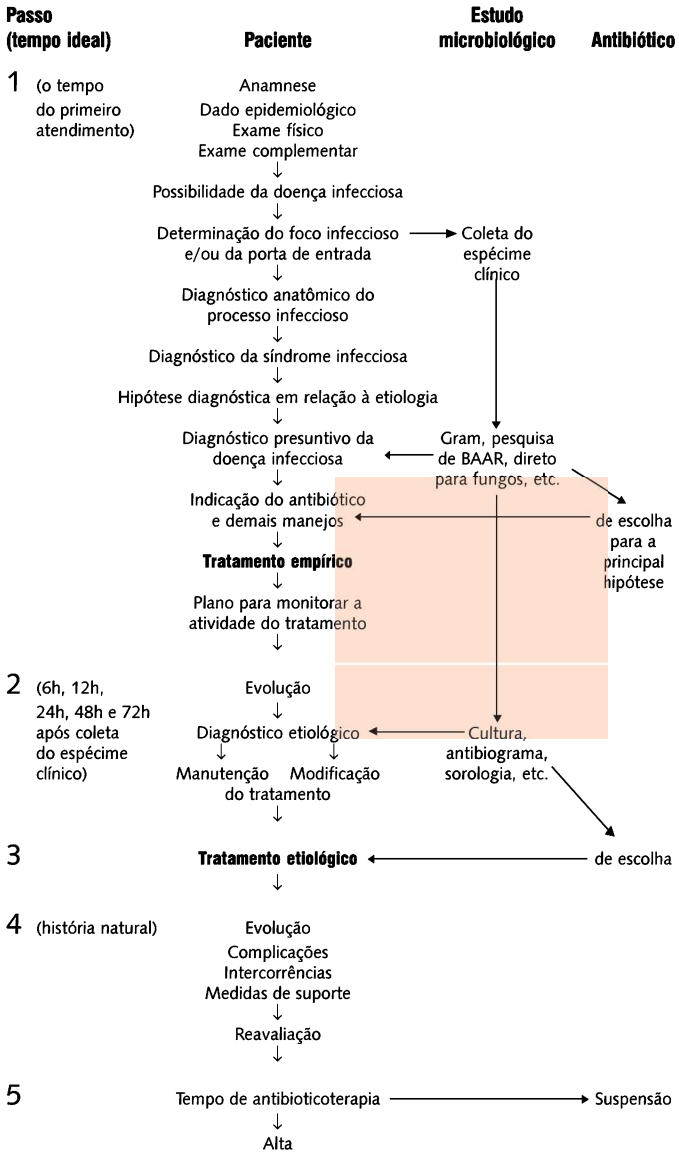 Passo
(tempo ideal)
Paciente
Estudo
microbiológico
Antibiótico
1 (o tempo
do primeiro
atendimento)
Anamnese
Dado epidemiológico
Exame físico
Exame complementar
Possibilidade da doença infecciosa
Determinação do foco infeccioso
e/ou da porta de entrada
Coleta do
espécime
clínico
Diagnóstico anatômico do
processo infeccioso
Diagnóstico da síndrome infecciosa
Hipótese diagnóstica em relação à etiologia
Diagnóstico presuntivo da
doença infecciosa
Gram, pesquisa
de BAAR, direto
para fungos, etc.
Indicação do antibiótico
e demais manejos
de escolha
para a
principal
hipótese
Tratamento empírico
Plano para monitorar a
atividade do tratamento
2 (6h, 12h,
24h, 48h e 72h
após coleta
do espécime
clínico)
Evolução
Diagnóstico etiológico
Cultura,
antibiograma,
sorologia, etc.
Manutenção Modificação
do tratamento
3
Tratamento etiológico
de escolha
4 (história natural)
Evolução
Complicações
Intercorrências
Medidas de suporte
Reavaliação
5
Tempo de antibioticoterapia
Suspensão
Alta